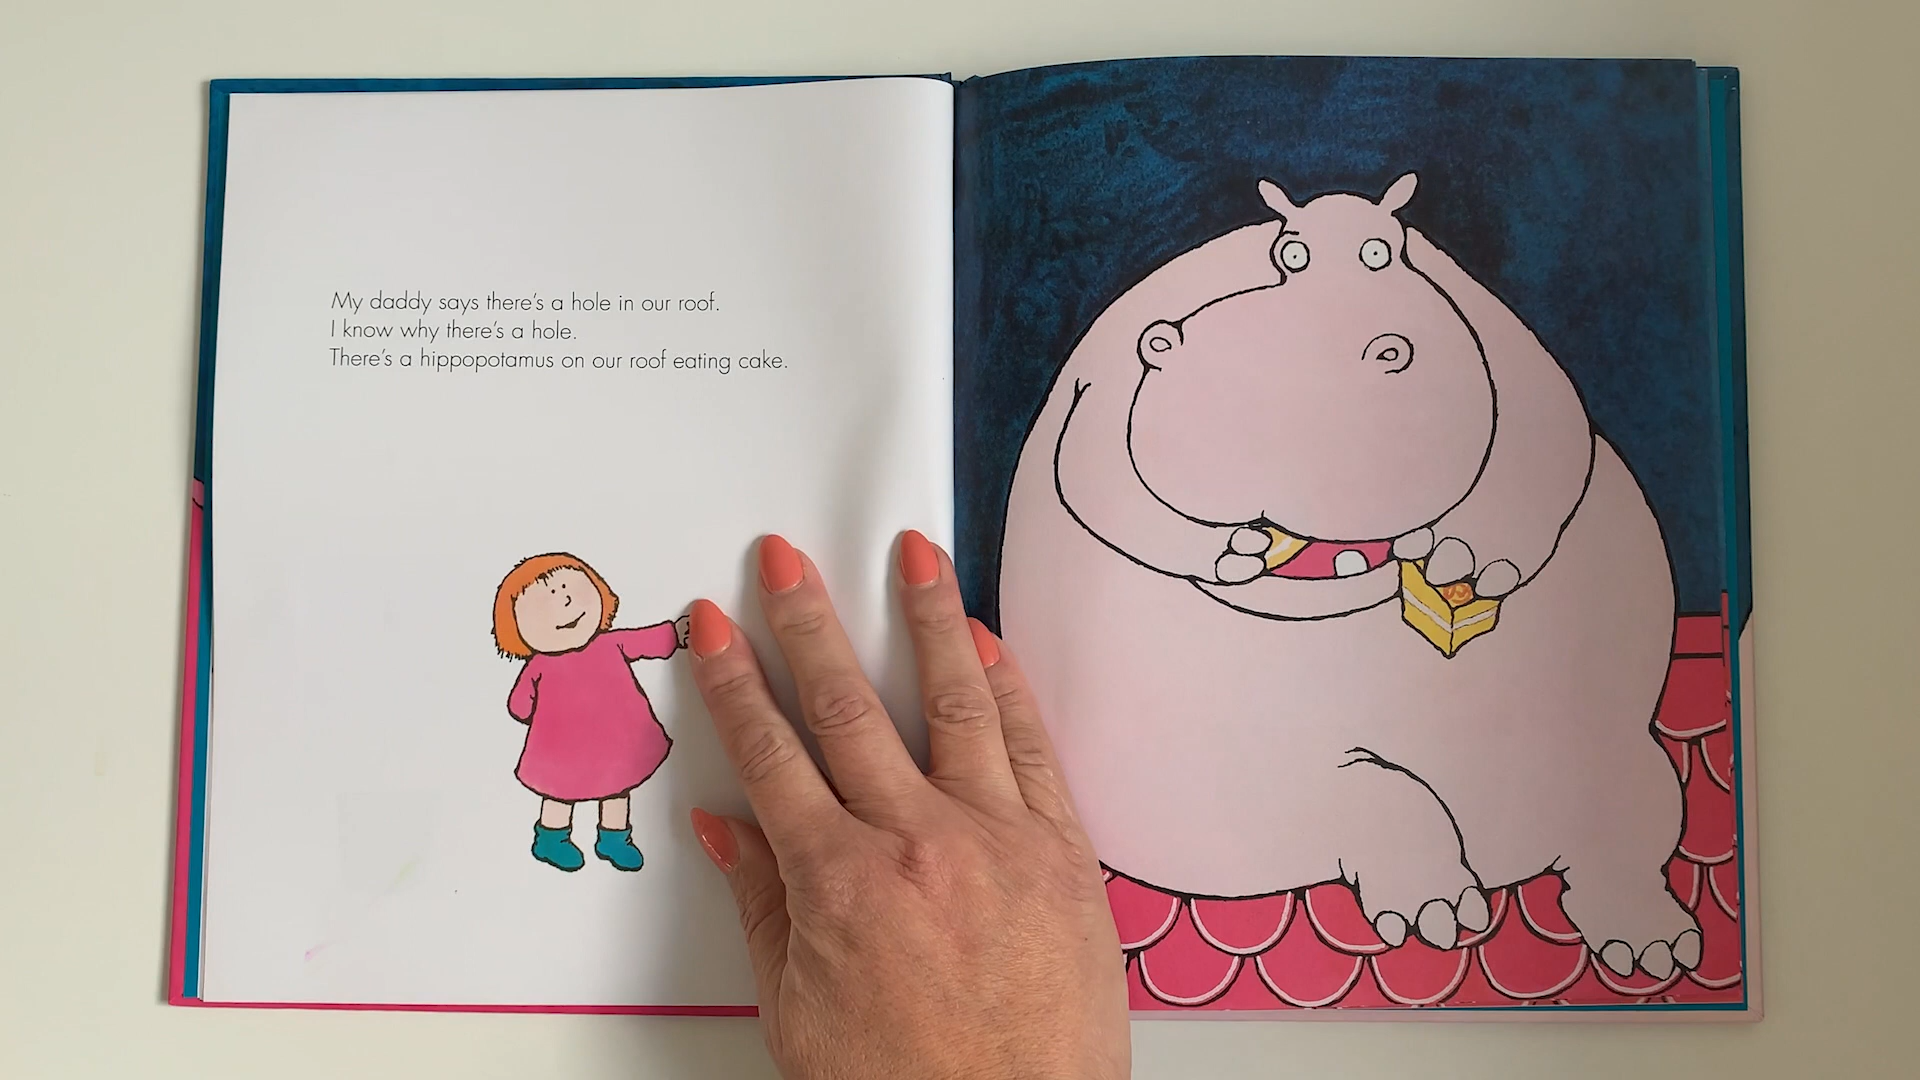 My daddy says there's a hole in our roof.
I know why there's a hole.
There's a hippopotamus on our roof eating cake.